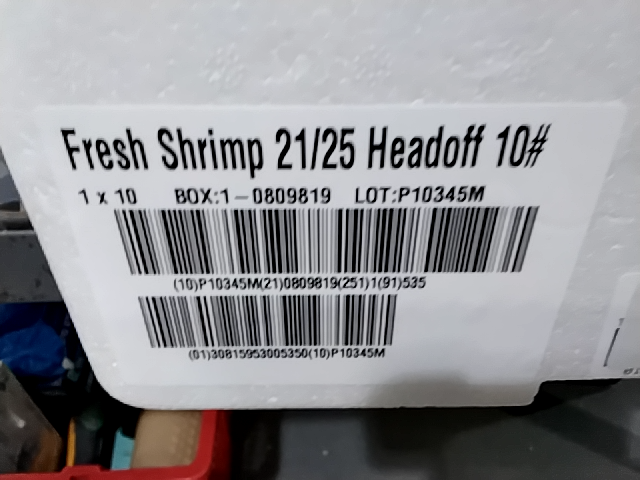 Fresh Shrimp 21/25 Headoff 10#
1 x 10 BOX:1-0809819 LOT:P10345M
(10)P10345M(21)0809819(251)1(91)535
(01)30815953005350(10)P10345M